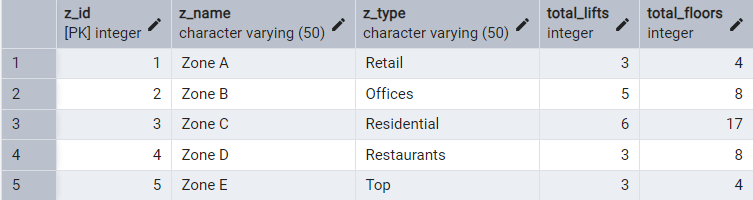 z_id z_name z_type total_lifts total_floors
[PK] integer character varying (50) character varying (50) integer integer
1 1 Zone A Retail 3 4
2 2 Zone B Offices 5 8
3 3 Zone C Residential 6 17
4 4 Zone D Restaurants 3 8
5 5 Zone E Top 3 4